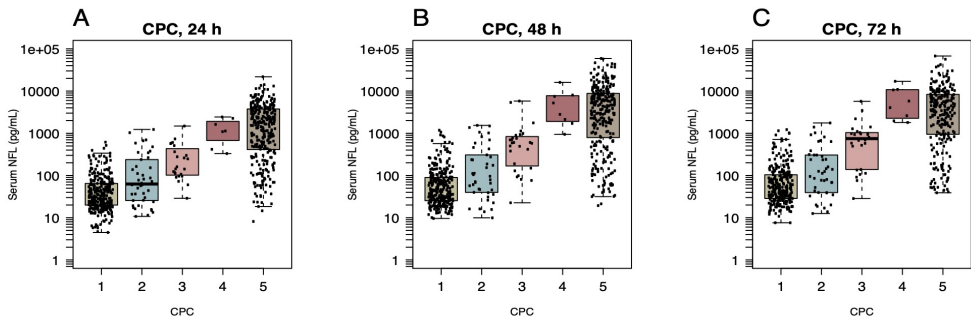 A
CPC, 24 h
Serum NFL (pg/mL)
1e+05
10000
1000
100
10
1
1 2 3 4 5
CPC
B
CPC, 48 h
Serum NFL (pg/mL)
1e+05
10000
1000
100
10
1
1 2 3 4 5
CPC
C
CPC, 72 h
Serum NFL (pg/mL)
1e+05
10000
1000
100
10
1
1 2 3 4 5
CPC